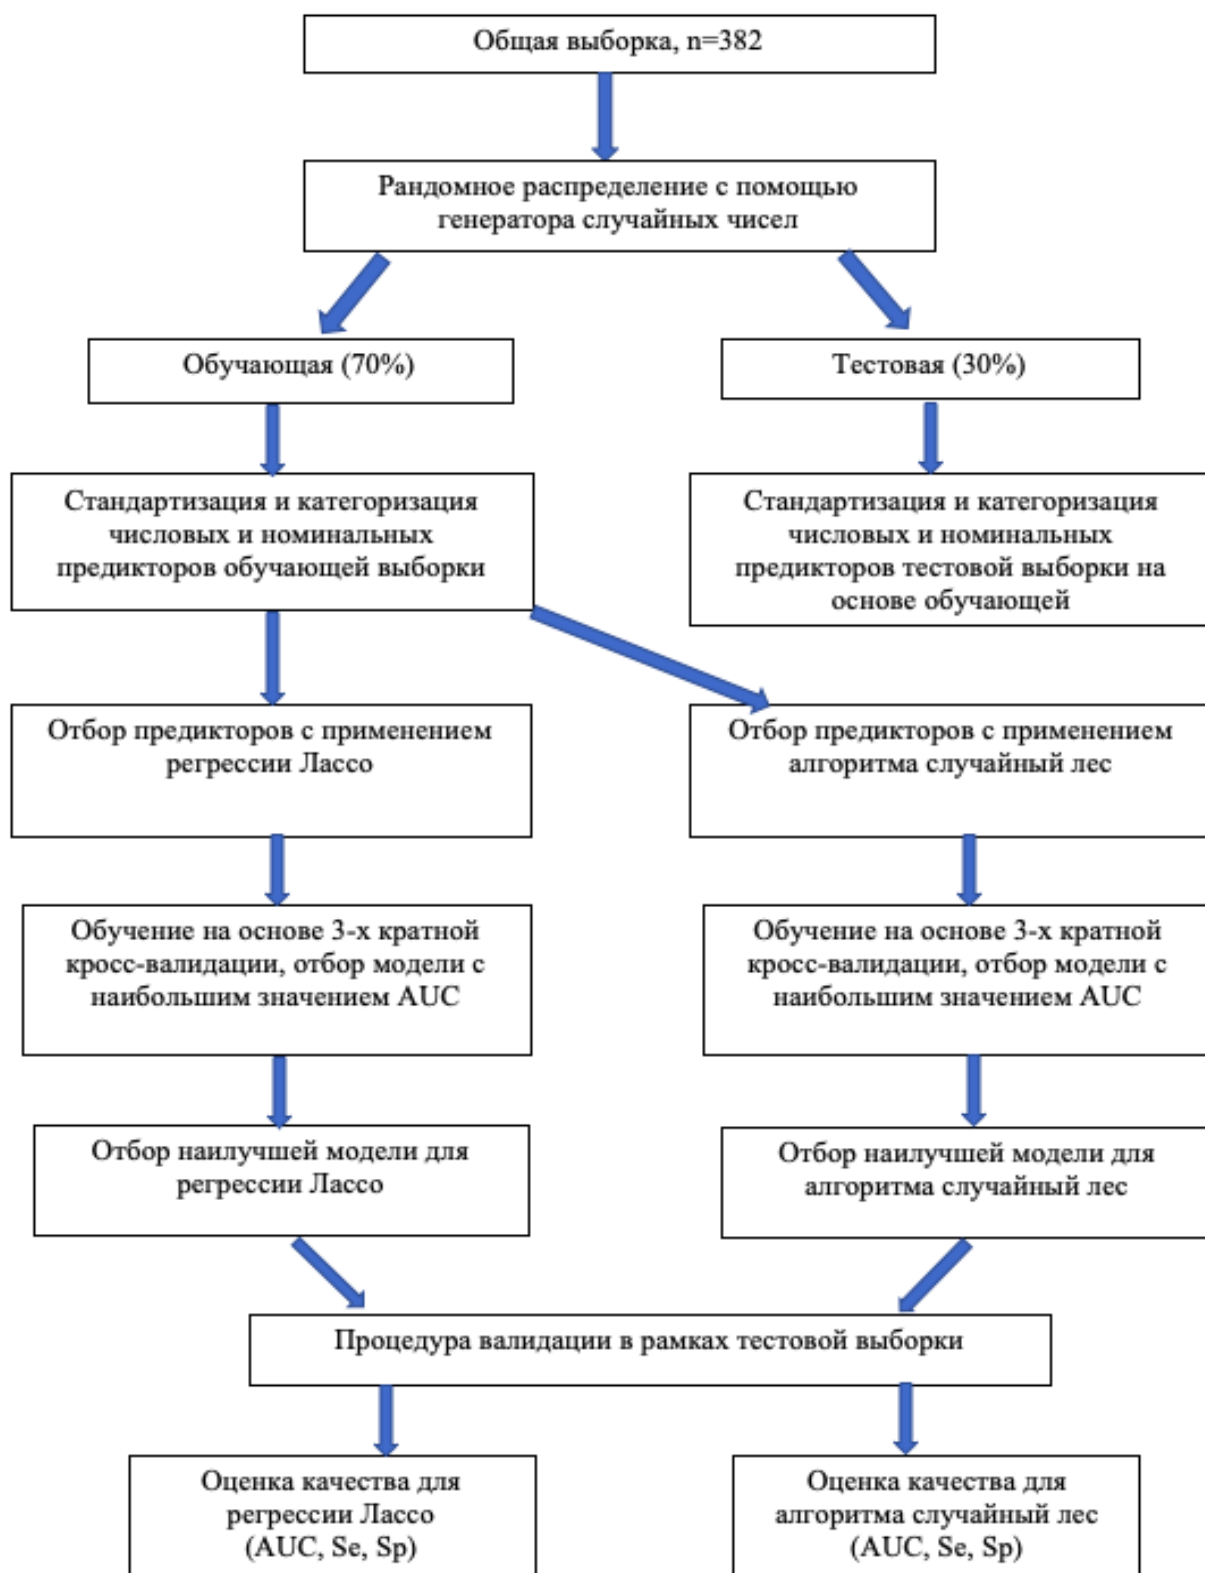 Общая выборка, n=382
Рандомное распределение с помощью
генератора случайных чисел
Обучающая (70%)
Тестовая (30%)
Стандартизация и категоризация
числовых и номинальных
предикторов обучающей выборки
Стандартизация и категоризация
числовых и номинальных
предикторов тестовой выборки на
основе обучающей
Отбор предикторов с применением
регрессии Лассо
Отбор предикторов с применением
алгоритма случайный лес
Обучение на основе 3-х кратной
кросс-валидации, отбор модели с
наибольшим значением AUC
Обучение на основе 3-х кратной
кросс-валидации, отбор модели с
наибольшим значением AUC
Отбор наилучшей модели для
регрессии Лассо
Отбор наилучшей модели для
алгоритма случайный лес
Процедура валидации в рамках тестовой выборки
Оценка качества для
регрессии Лассо
(AUC, Se, Sp)
Оценка качества для
алгоритма случайный лес
(AUC, Se, Sp)